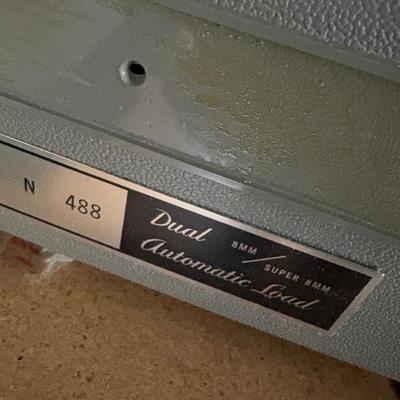 N 488
Dual 8MM / SUPER 8MM
Automatic Load